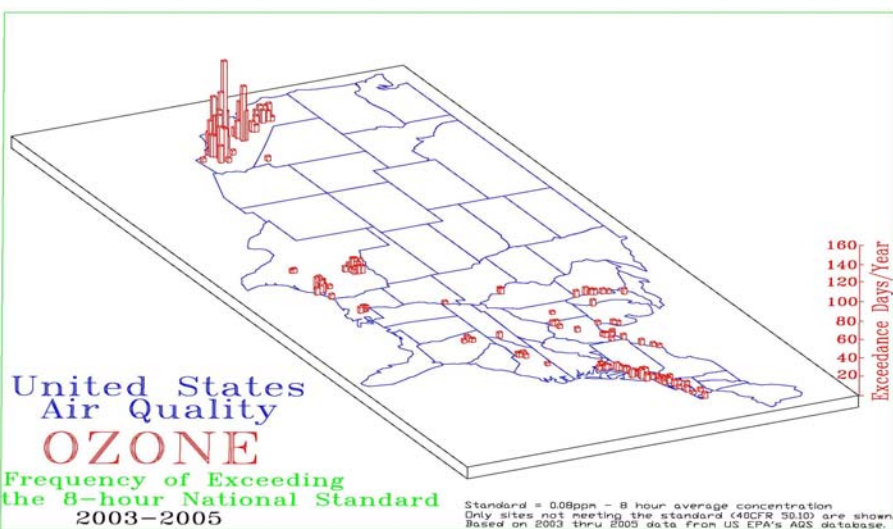 160
140
120
100
80
60
40
20
Exceedance Days/Year
United States
Air Quality
OZONE
Frequency of Exceeding
the 8-hour National Standard
2003-2005
Standard = 0.08ppm - 8 hour average concentration
Only sites not meeting the standard (40CFR 50.10) are shown
Based on 2003 thru 2005 data from US EPA's AQS database.